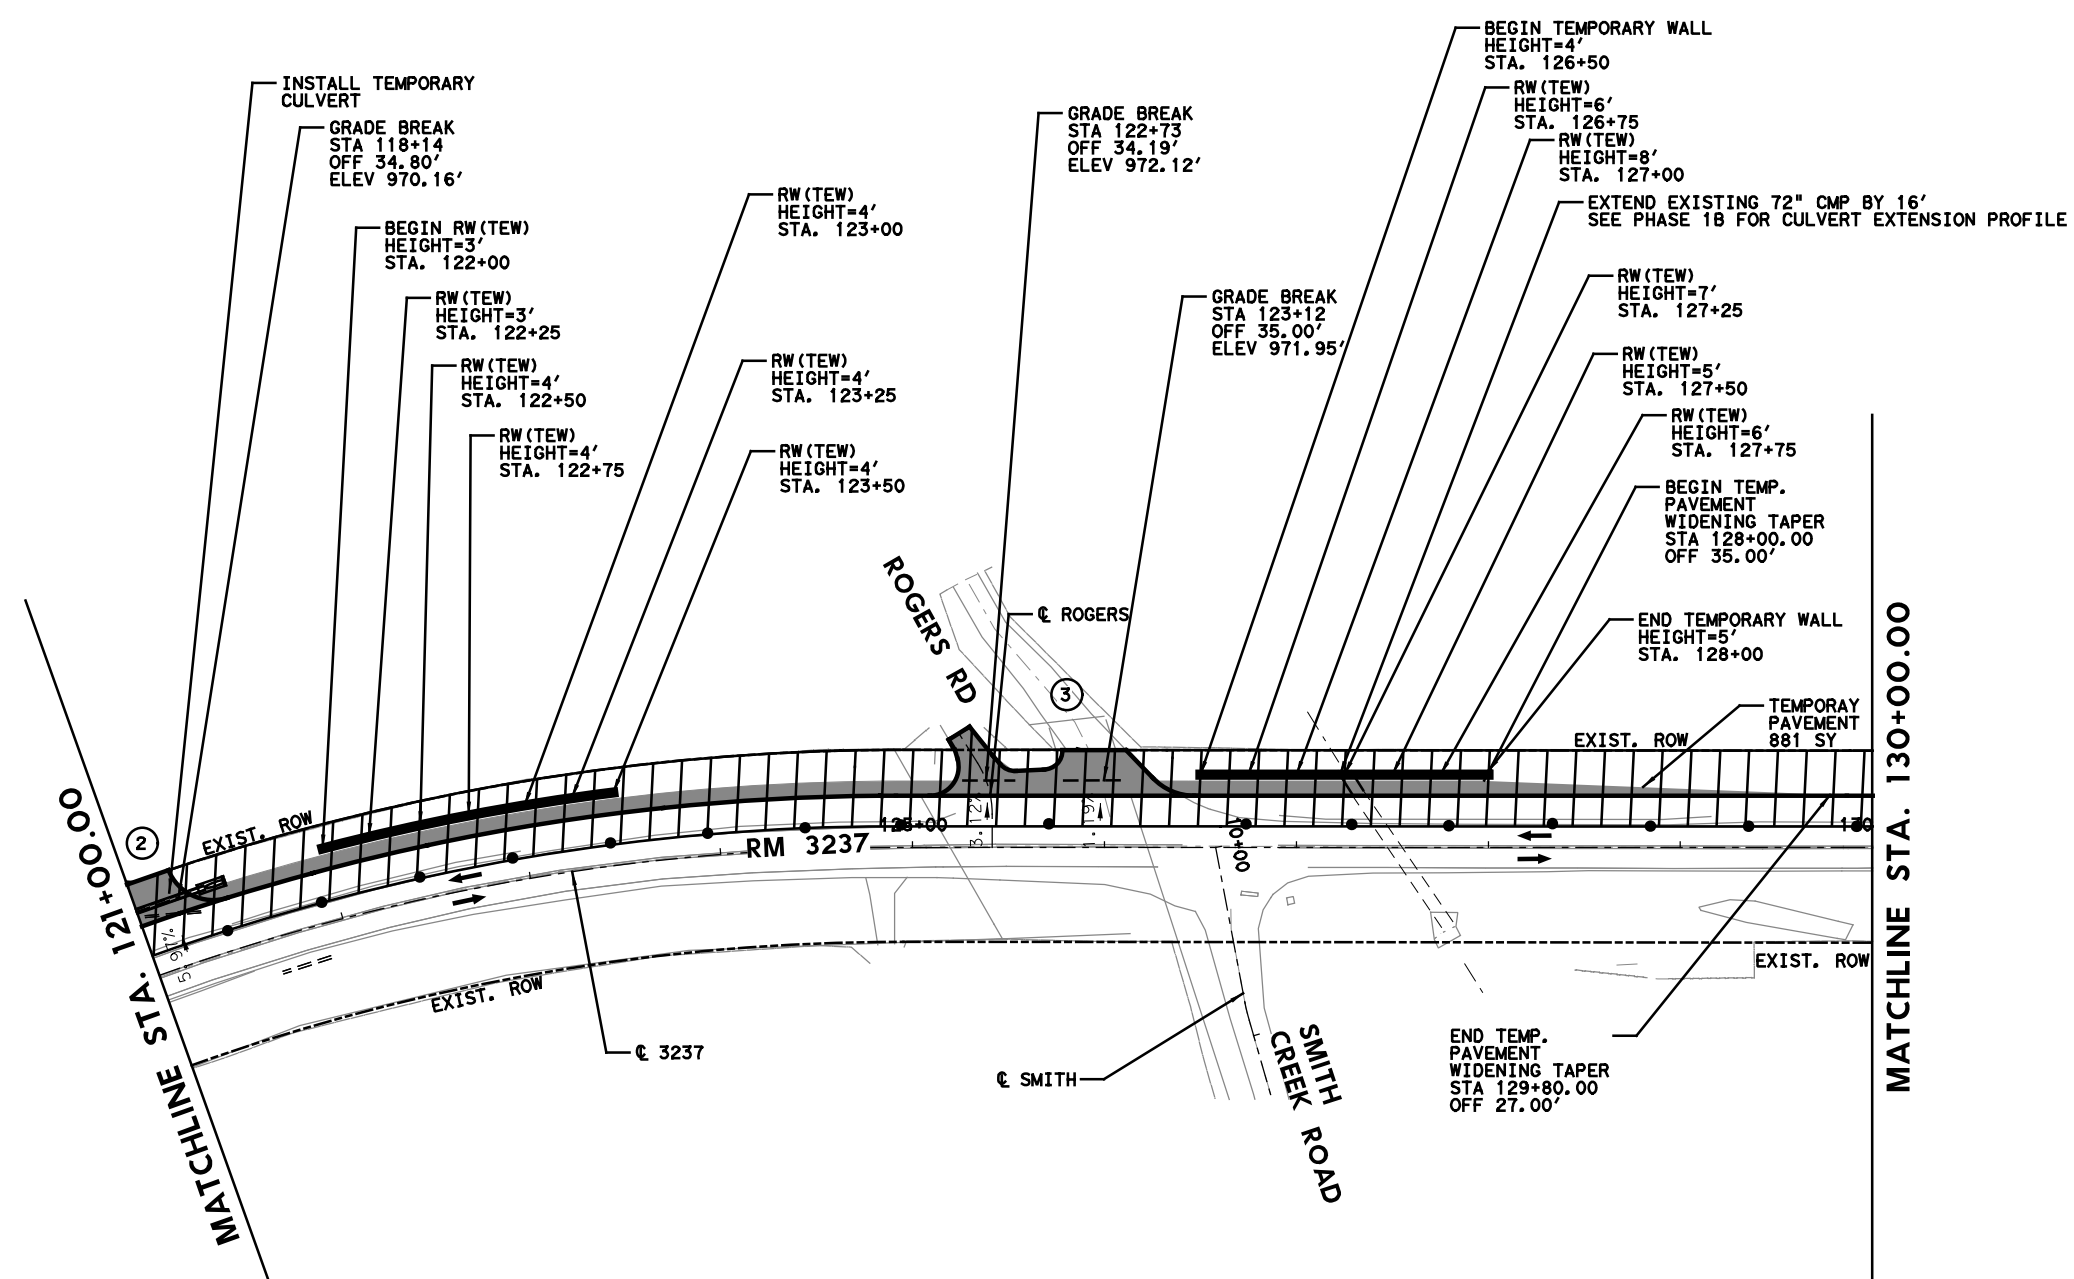 INSTALL TEMPORARY
CULVERT
GRADE BREAK
STA 118+14
OFF 34.80'
ELEV 970.16'
BEGIN RW(TEW)
HEIGHT=3'
STA. 122+00
RW(TEW)
HEIGHT=3'
STA. 122+25
RW(TEW)
HEIGHT=4'
STA. 122+50
RW(TEW)
HEIGHT=4'
STA. 122+75
RW(TEW)
HEIGHT=4'
STA. 123+00
RW(TEW)
HEIGHT=4'
STA. 123+25
RW(TEW)
HEIGHT=4'
STA. 123+50
GRADE BREAK
STA 122+73
OFF 34.19'
ELEV 972.12'
GRADE BREAK
STA 123+12
OFF 35.00'
ELEV 971.95'
BEGIN TEMPORARY WALL
HEIGHT=4'
STA. 126+50
RW(TEW)
HEIGHT=6'
STA. 126+75
RW(TEW)
HEIGHT=8'
STA. 127+00
EXTEND EXISTING 72" CMP BY 16'
SEE PHASE 1B FOR CULVERT EXTENSION PROFILE
RW(TEW)
HEIGHT=7'
STA. 127+25
RW(TEW)
HEIGHT=5'
STA. 127+50
RW(TEW)
HEIGHT=6'
STA. 127+75
BEGIN TEMP.
PAVEMENT
WIDENING TAPER
STA 128+00.00
OFF 35.00'
END TEMPORARY WALL
HEIGHT=5'
STA. 128+00
TEMPORAY
PAVEMENT
881 SY
EXIST. ROW
ROGERS RD
℄ ROGERS
3
2
EXIST. ROW
RM 3237
125+00
10+00
130
EXIST. ROW
EXIST. ROW
℄ 3237
℄ SMITH
SMITH
CREEK ROAD
END TEMP.
PAVEMENT
WIDENING TAPER
STA 129+80.00
OFF 27.00'
MATCHLINE STA. 121+00.00
MATCHLINE STA. 130+00.00